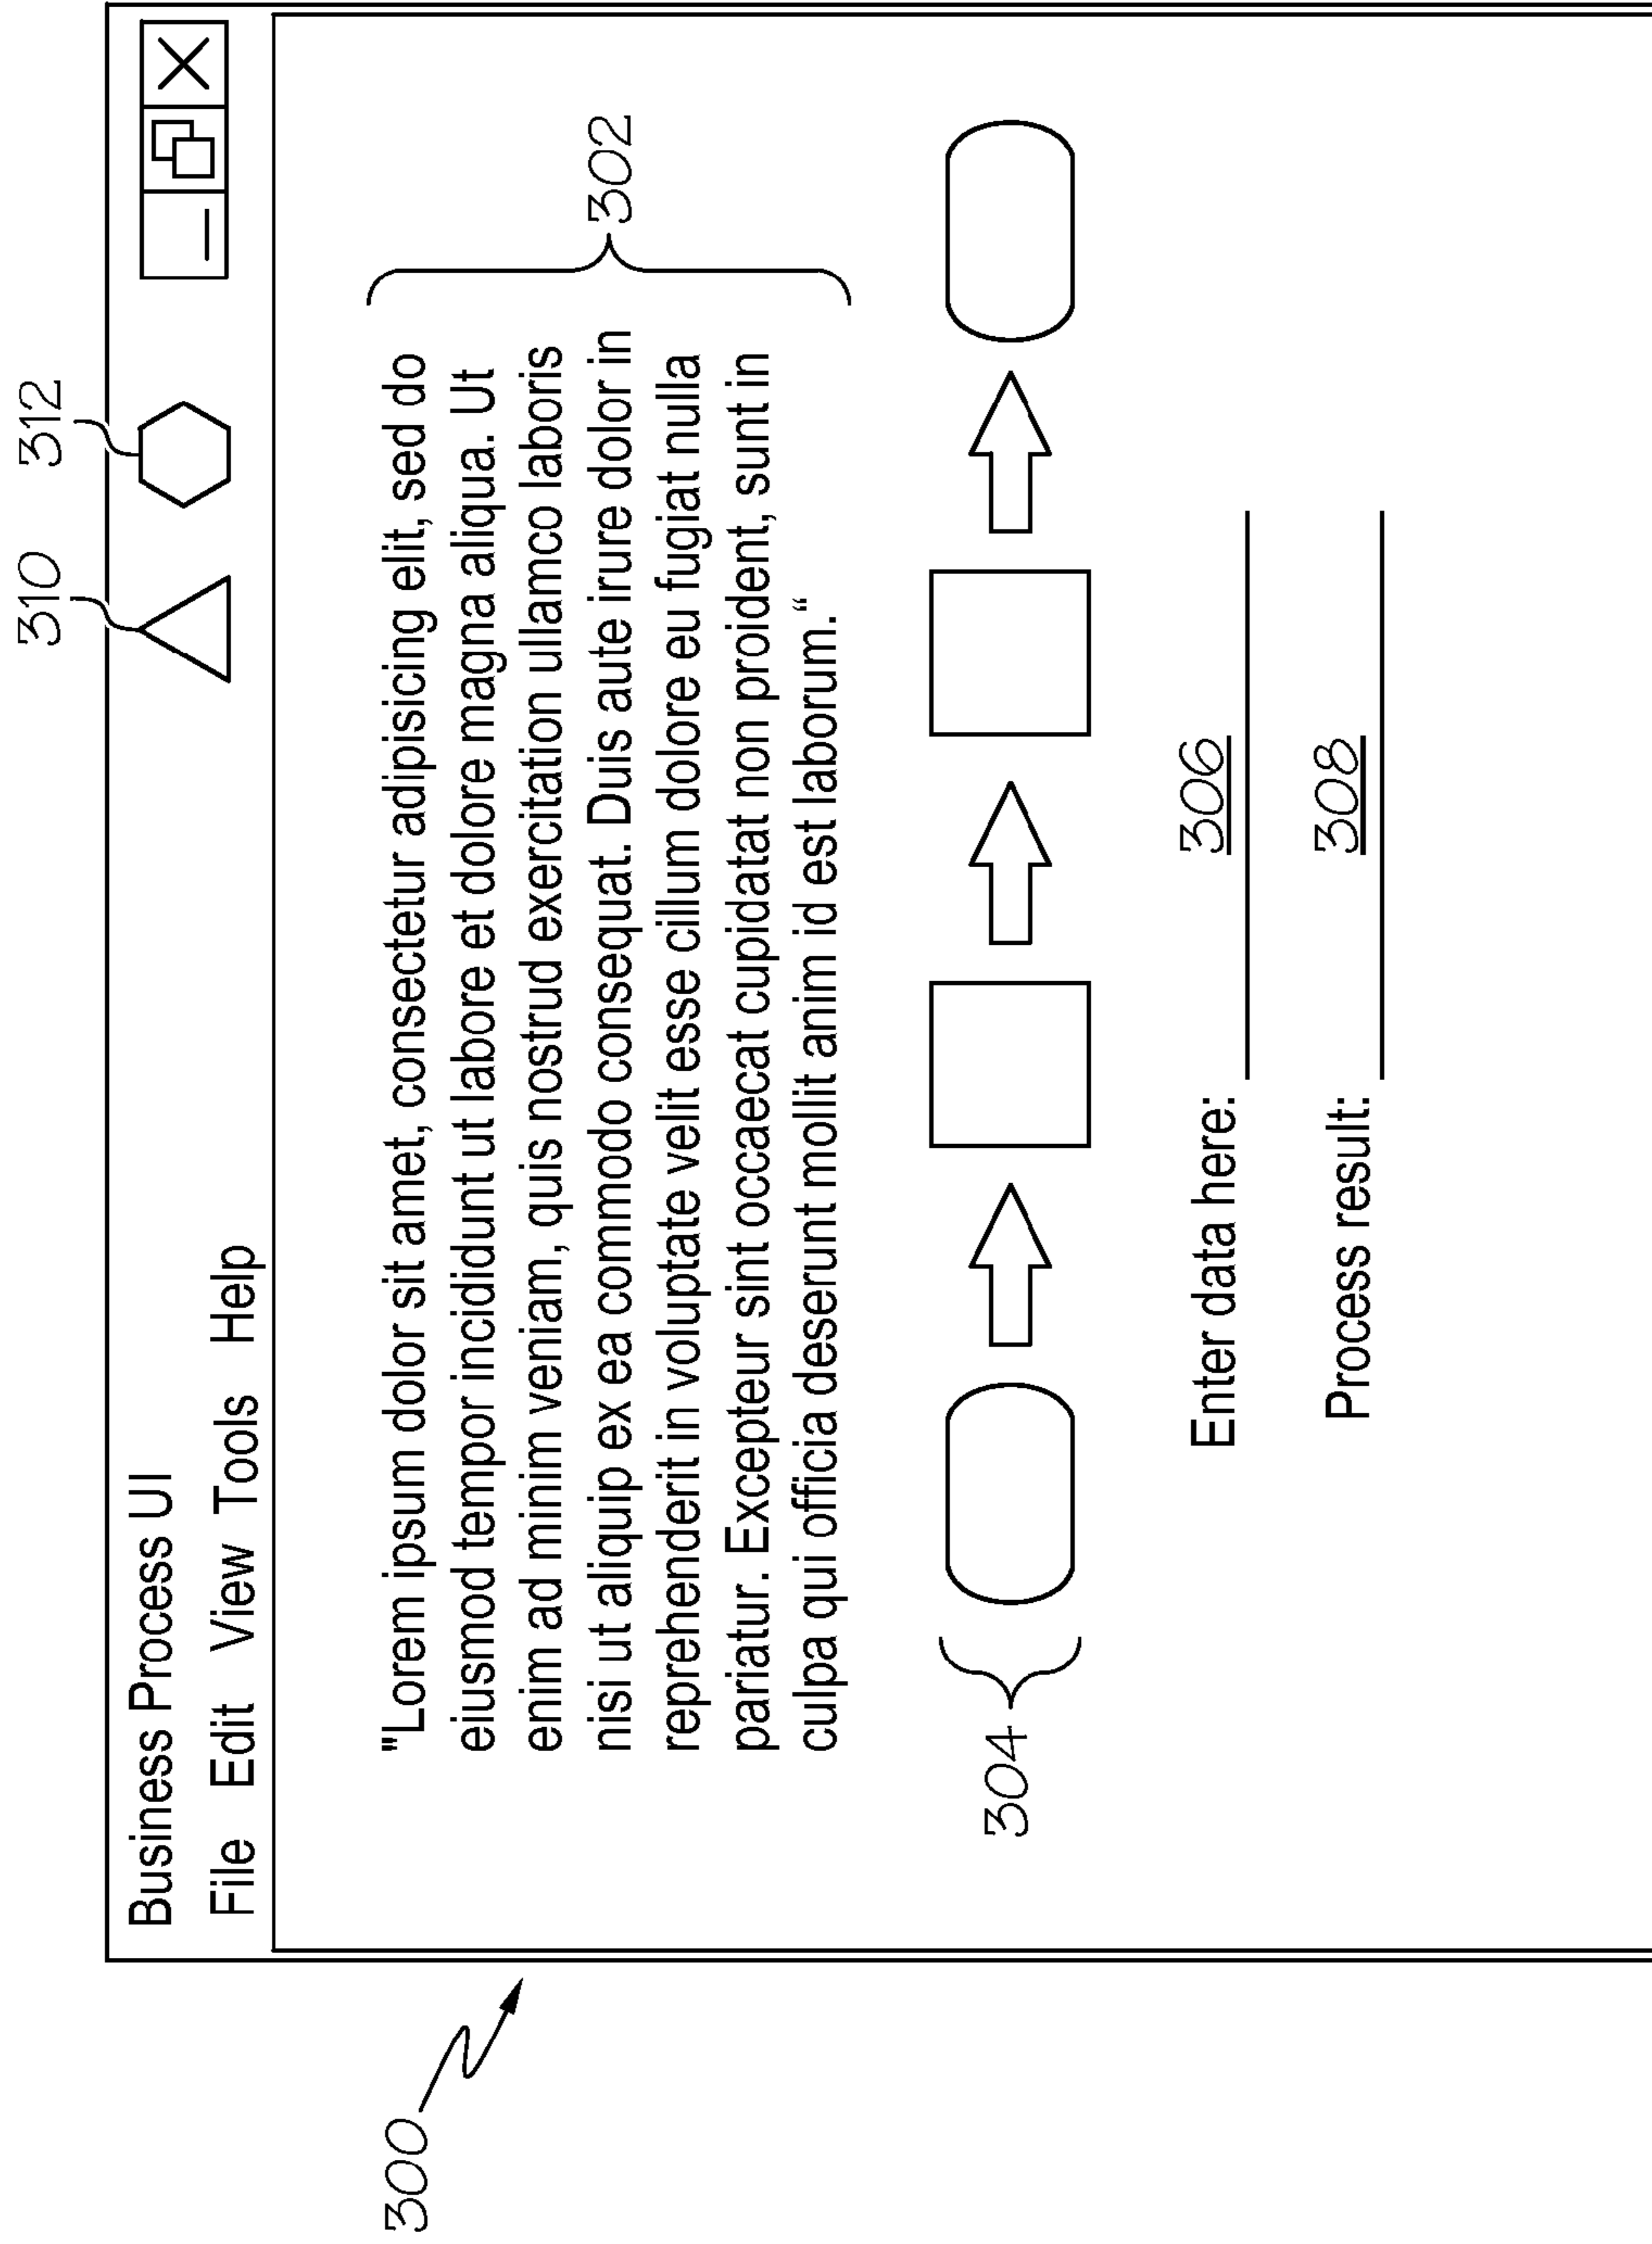 310 312
Business Process UI
File Edit View Tools Help
300
"Lorem ipsum dolor sit amet, consectetur adipisicing elit, sed do
eiusmod tempor incididunt ut labore et dolore magna aliqua. Ut
enim ad minim veniam, quis nostrud exercitation ullamco laboris
nisi ut aliquip ex ea commodo consequat. Duis aute irure dolor in
reprehenderit in voluptate velit esse cillum dolore eu fugiat nulla
pariatur. Excepteur sint occaecat cupidatat non proident, sunt in
culpa qui officia deserunt mollit anim id est laborum.“
302
304
Enter data here: 306
Process result: 308